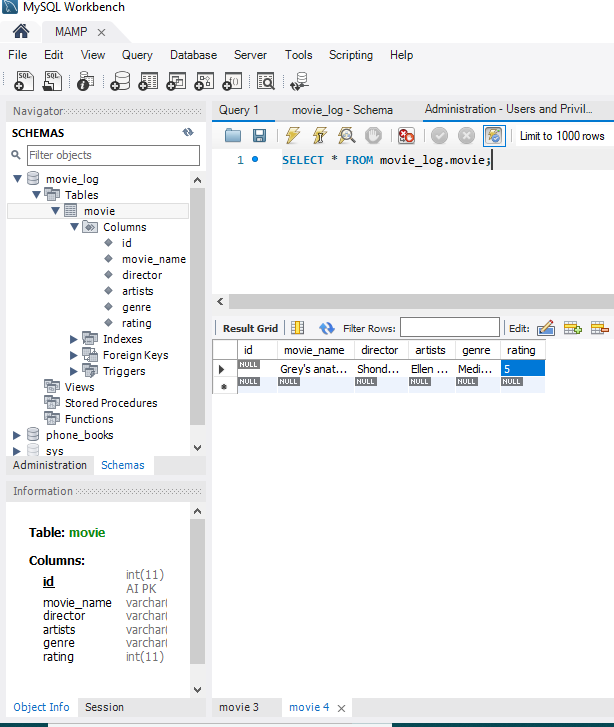 MySQL Workbench
MAMP
File Edit View Query Database Server Tools Scripting Help
SQL SQL
Navigator
SCHEMAS
Filter objects
movie_log
Tables
movie
Columns
id
movie_name
director
artists
genre
rating
Indexes
Foreign Keys
Triggers
Views
Stored Procedures
Functions
phone_books
sys
Administration Schemas
Information
Table: movie
Columns:
id int(11) AI PK
movie_name varchar(
director varchar(
artists varchar(
genre varchar(
rating int(11)
Object Info Session
Query 1 movie_log - Schema Administration - Users and Privil...
Limit to 1000 rows
1 SELECT * FROM movie_log.movie;
Result Grid Filter Rows: Edit:
id movie_name director artists genre rating
NULL Grey's anat... Shond... Ellen ... Medi... 5
NULL NULL NULL NULL NULL NULL
movie 3 movie 4